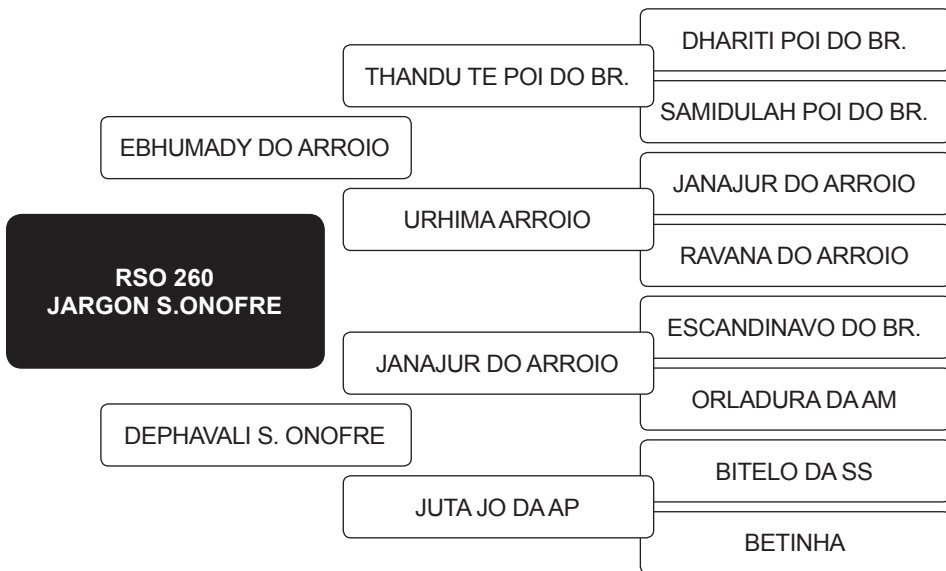 DHARITI POI DO BR.
THANDU TE POI DO BR.
SAMIDULAH POI DO BR.
EBHUMADY DO ARROIO
JANAJUR DO ARROIO
URHIMA ARROIO
RAVANA DO ARROIO
RSO 260
JARGON S.ONOFRE
ESCANDINAVO DO BR.
JANAJUR DO ARROIO
ORLADURA DA AM
DEPHAVALI S. ONOFRE
BITELO DA SS
JUTA JO DA AP
BETINHA